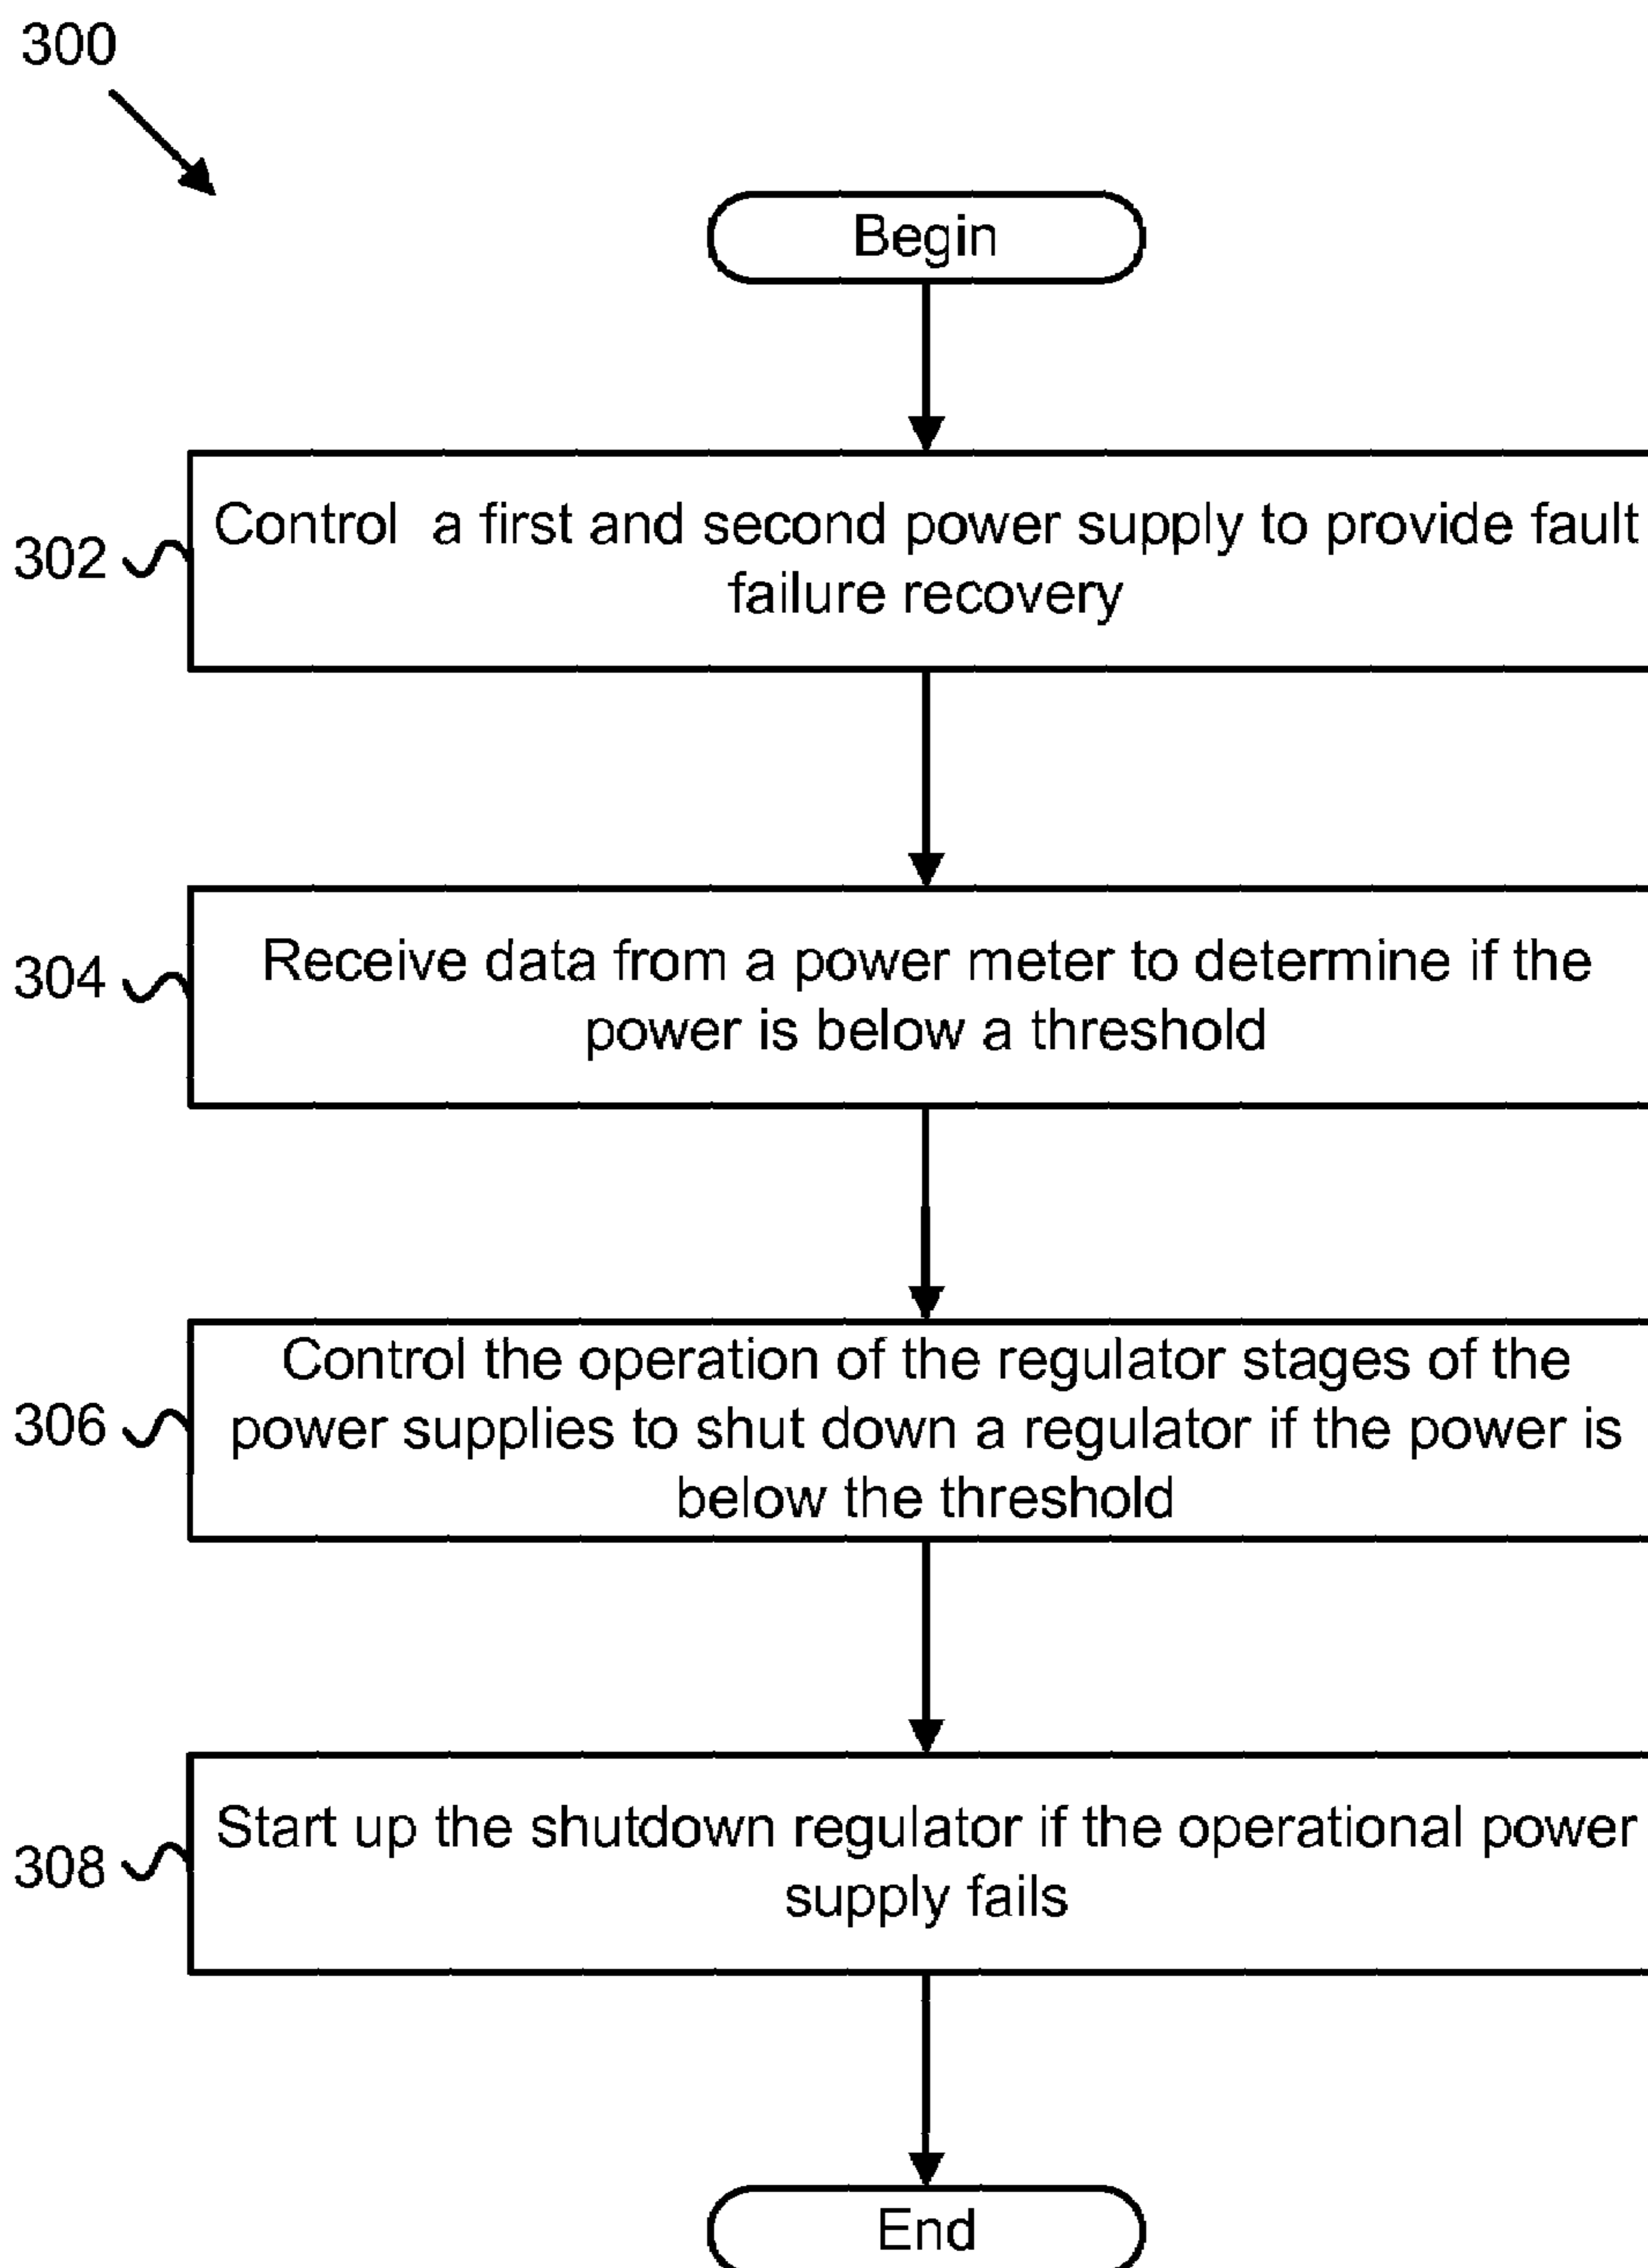 300
Begin
302
Control a first and second power supply to provide fault
failure recovery
304
Receive data from a power meter to determine if the
power is below a threshold
306
Control the operation of the regulator stages of the
power supplies to shut down a regulator if the power is
below the threshold
308
Start up the shutdown regulator if the operational power
supply fails
End